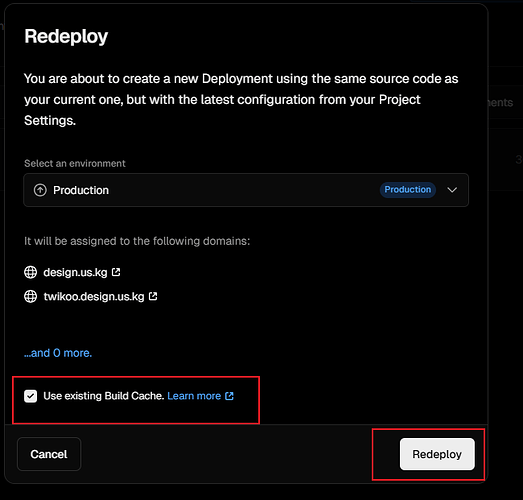 Redeploy
You are about to create a new Deployment using the same source code as
your current one, but with the latest configuration from your Project
Settings.
ments
Select an environment
Production Production
3
It will be assigned to the following domains:
design.us.kg
twikoo.design.us.kg
...and 0 more.
Use existing Build Cache. Learn more
Cancel Redeploy